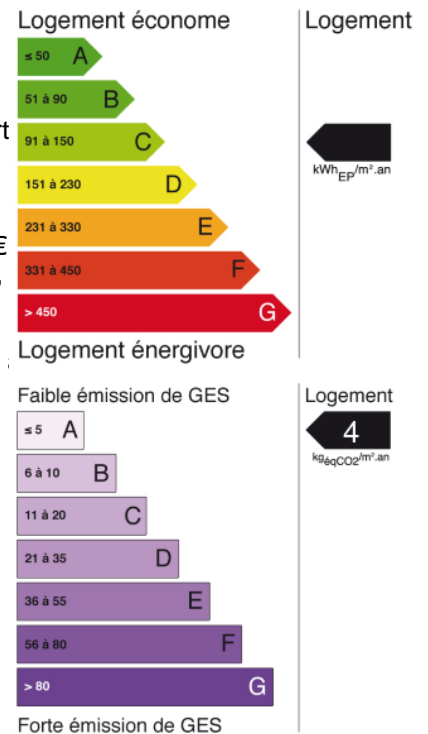 Logement économe
Logement
≤ 50 A
51 à 90 B
rt
91 à 150 C
kWhEP/m².an
151 à 230 D
€
231 à 330 E
331 à 450 F
> 450 G
Logement énergivore
Faible émission de GES
Logement
≤ 5 A
4
kgéqCO2/m².an
6 à 10 B
11 à 20 C
21 à 35 D
36 à 55 E
56 à 80 F
> 80 G
Forte émission de GES